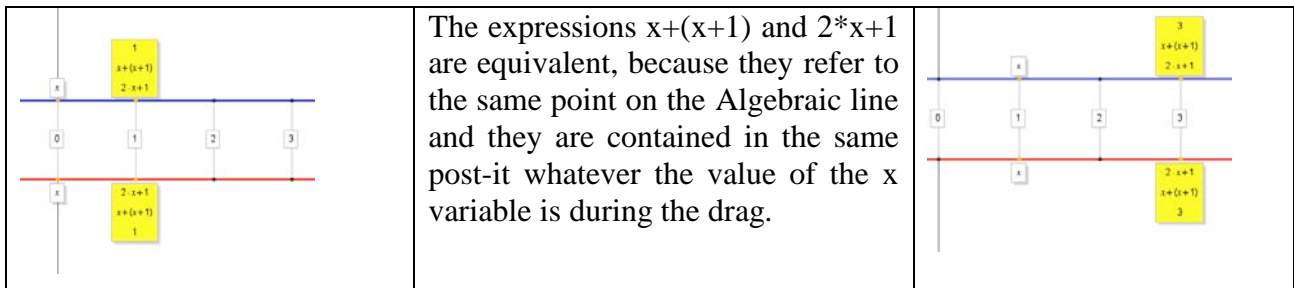 1
x+(x+1)
2·x+1
x
0
1
2
3
x
2·x+1
x+(x+1)
1
The expressions x+(x+1) and 2*x+1
are equivalent, because they refer to
the same point on the Algebraic line
and they are contained in the same
post-it whatever the value of the x
variable is during the drag.
3
x+(x+1)
2·x+1
x
0
1
2
3
x
2·x+1
x+(x+1)
3